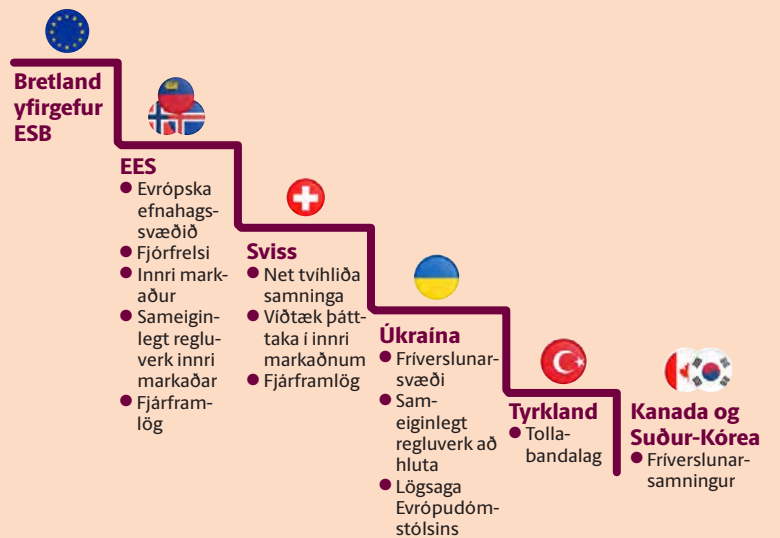 Bretland
yfirgefur
ESB
EES
● Evrópska
efnahags-
svæðið
● Fjórfrelsi
● Innri mark-
aður
● Sameigin-
legt reglu-
verk innri
markaðar
● Fjárfram-
lög
Sviss
● Net tvíhliða
samninga
● Víðtæk þátt-
taka í innri
markaðnum
● Fjárframlög
Úkraína
● Fríverslunar-
svæði
● Sam-
eiginlegt
regluverk að
hluta
● Lögsaga
Evrópudóm-
stólsins
Tyrkland
● Tolla-
bandalag
Kanada og
Suður-Kórea
● Fríverslunar-
samningur